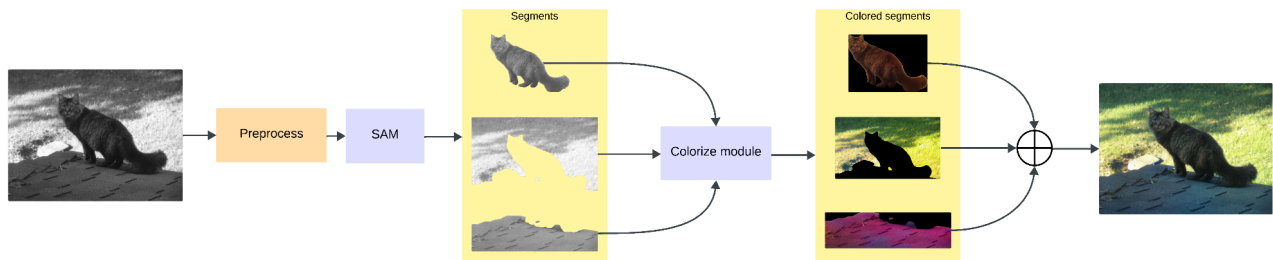 Segments
Colored segments
Preprocess
SAM
Colorize module